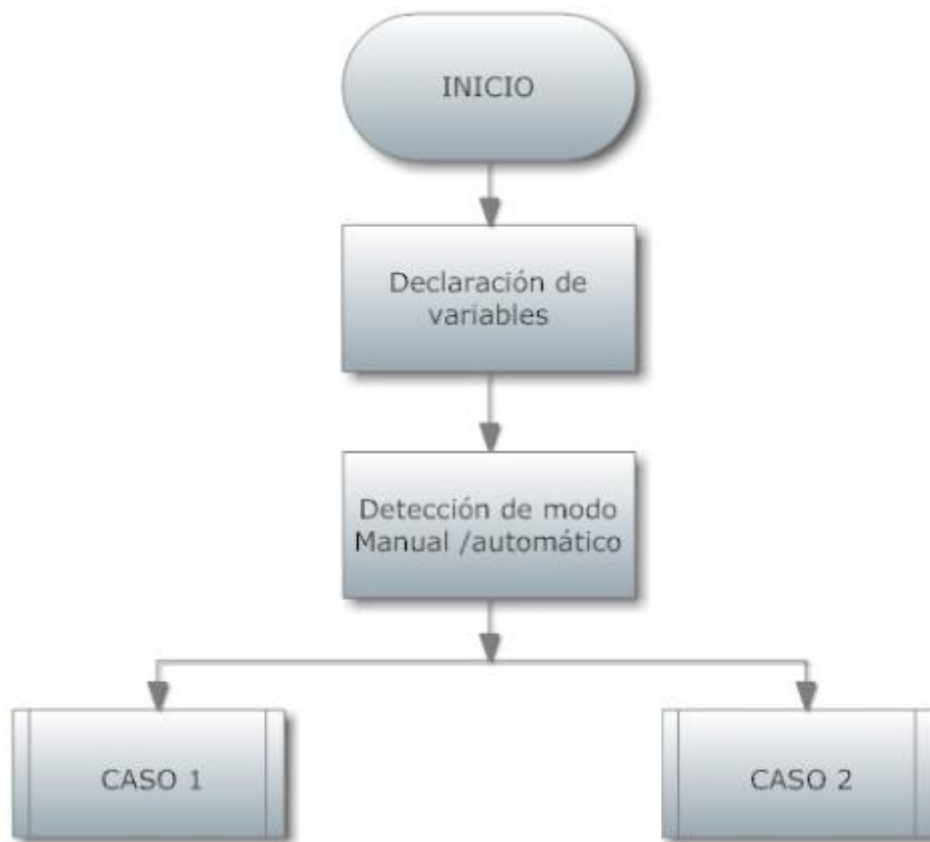 INICIO
Declaración de
variables
Detección de modo
Manual /automático
CASO 1
CASO 2